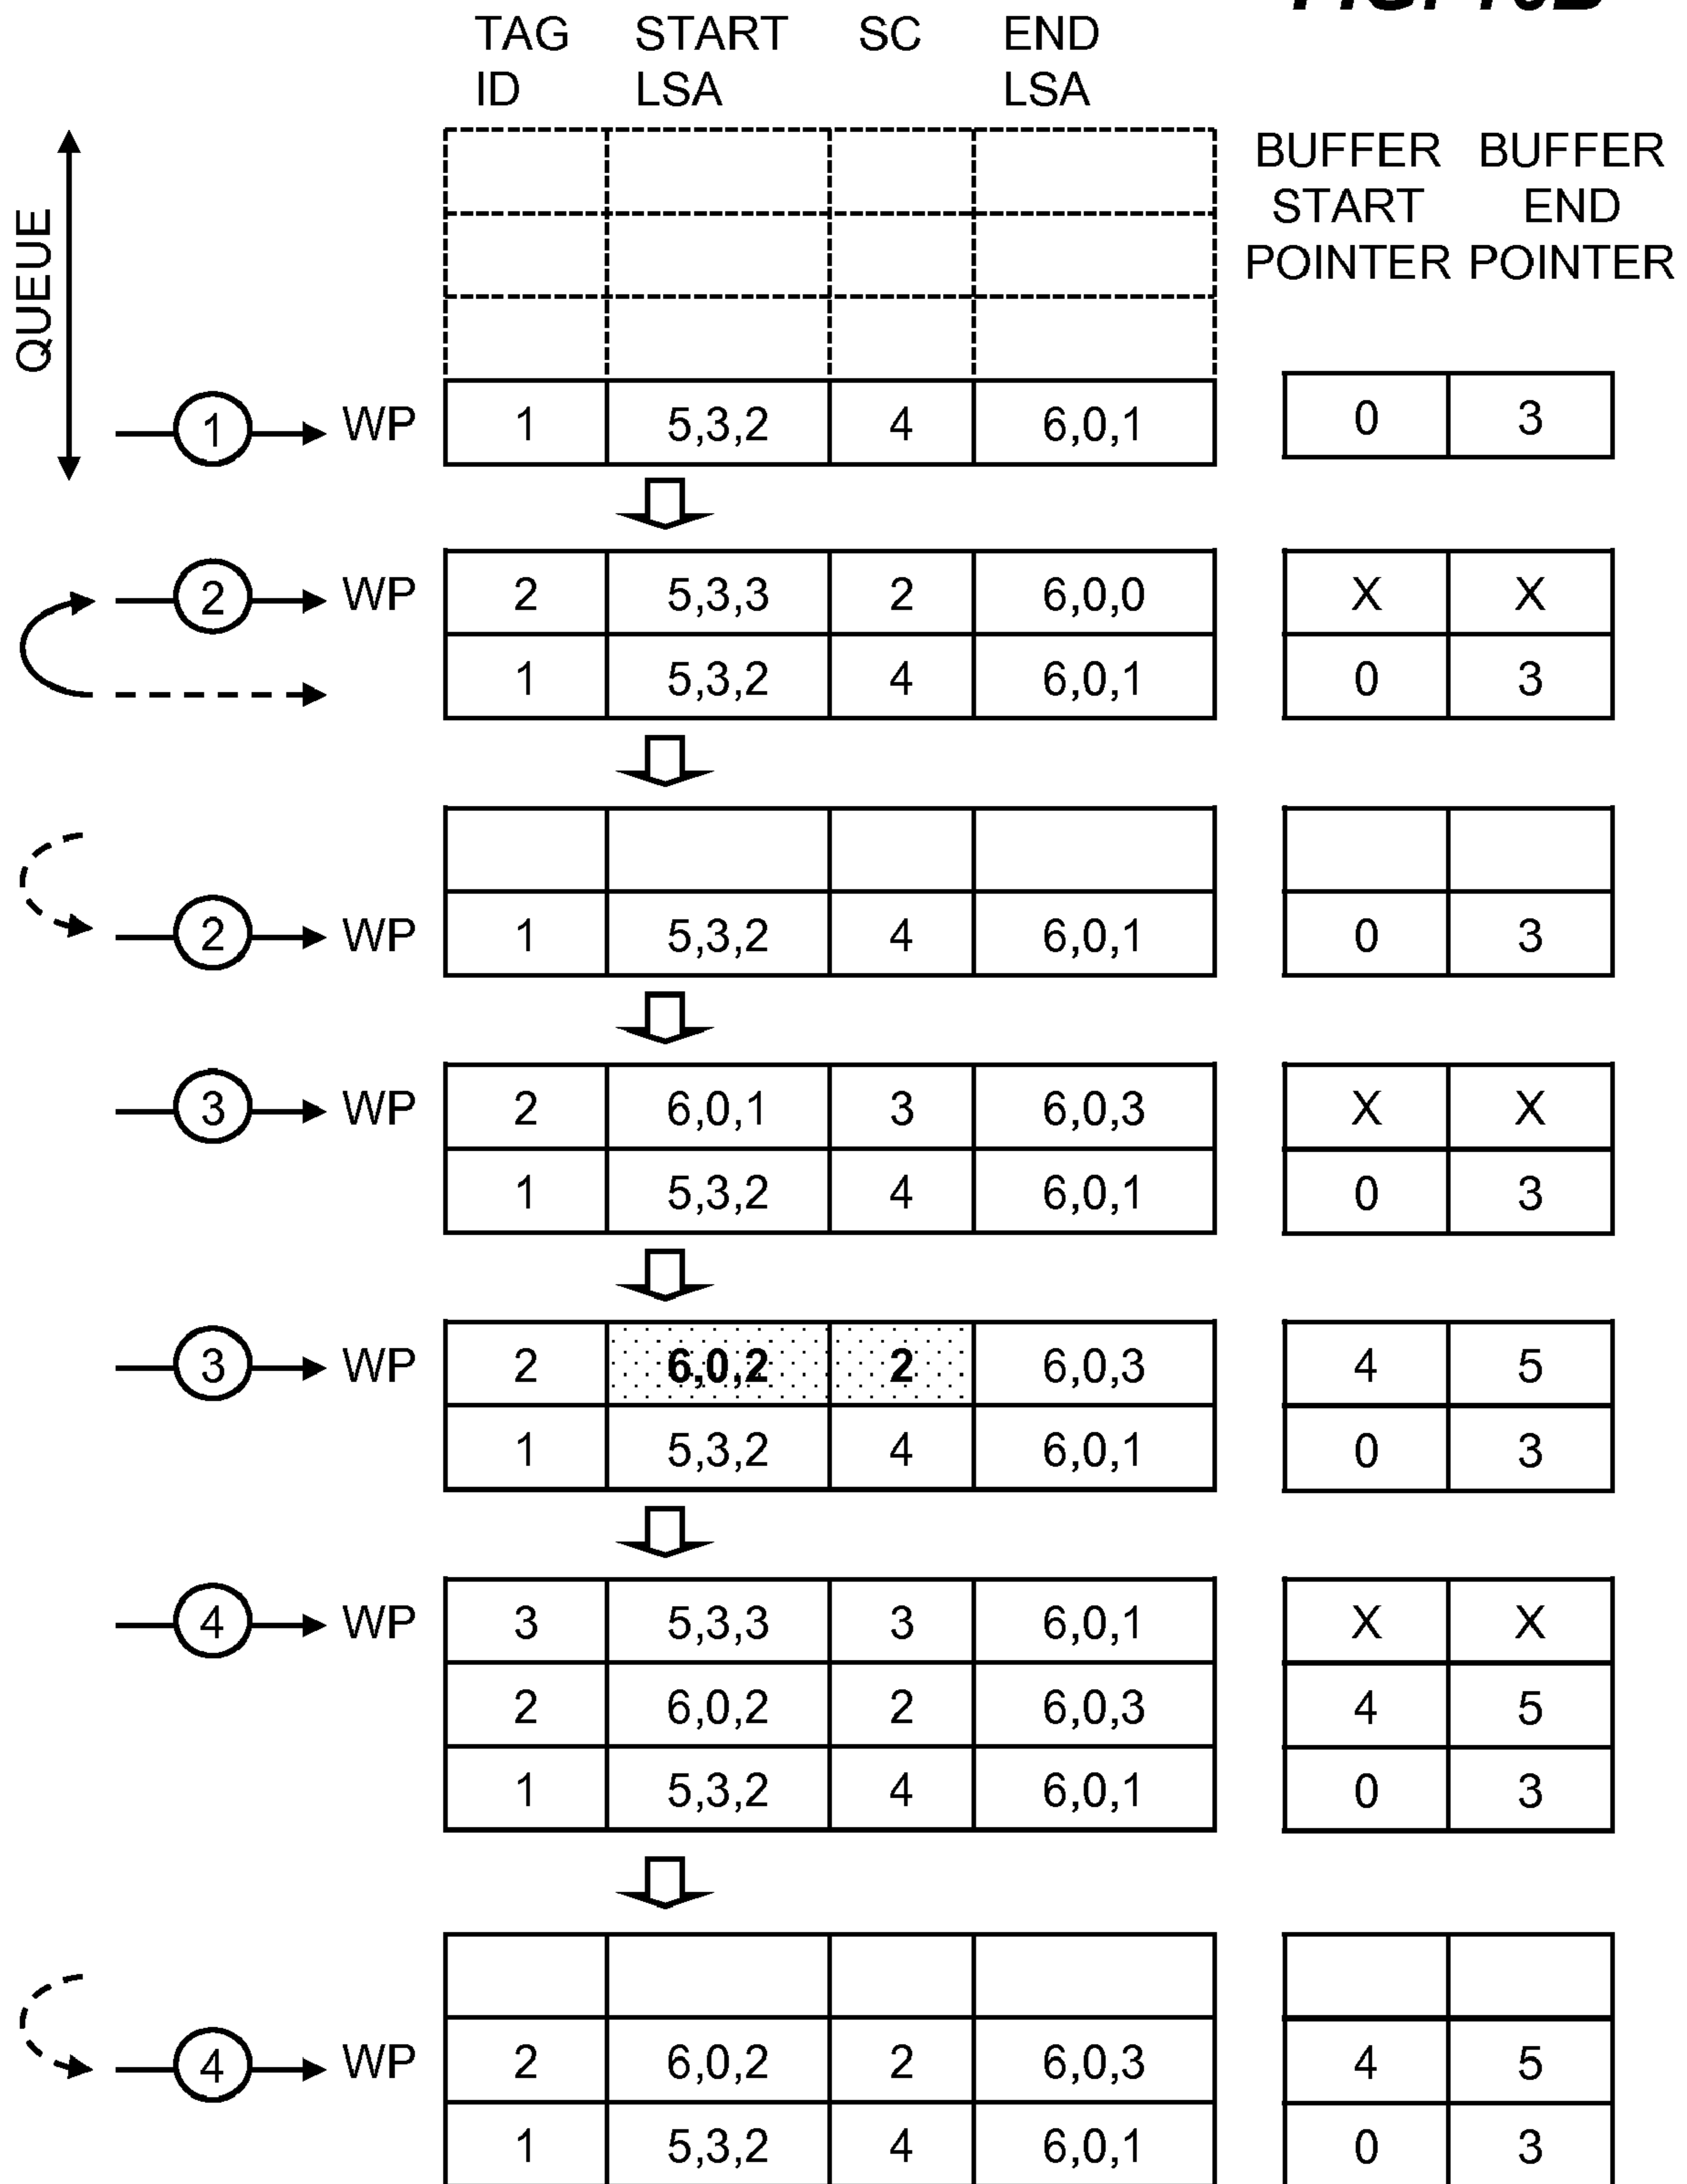 TAG START SC END
ID LSA LSA
BUFFER BUFFER
START END
POINTER POINTER
QUEUE
1 WP 1 5,3,2 4 6,0,1 0 3
2 WP 2 5,3,3 2 6,0,0 X X
1 5,3,2 4 6,0,1 0 3
2 WP 1 5,3,2 4 6,0,1 0 3
3 WP 2 6,0,1 3 6,0,3 X X
1 5,3,2 4 6,0,1 0 3
3 WP 2 6,0,2 2 6,0,3 4 5
1 5,3,2 4 6,0,1 0 3
4 WP 3 5,3,3 3 6,0,1 X X
2 6,0,2 2 6,0,3 4 5
1 5,3,2 4 6,0,1 0 3
4 WP 2 6,0,2 2 6,0,3 4 5
1 5,3,2 4 6,0,1 0 3